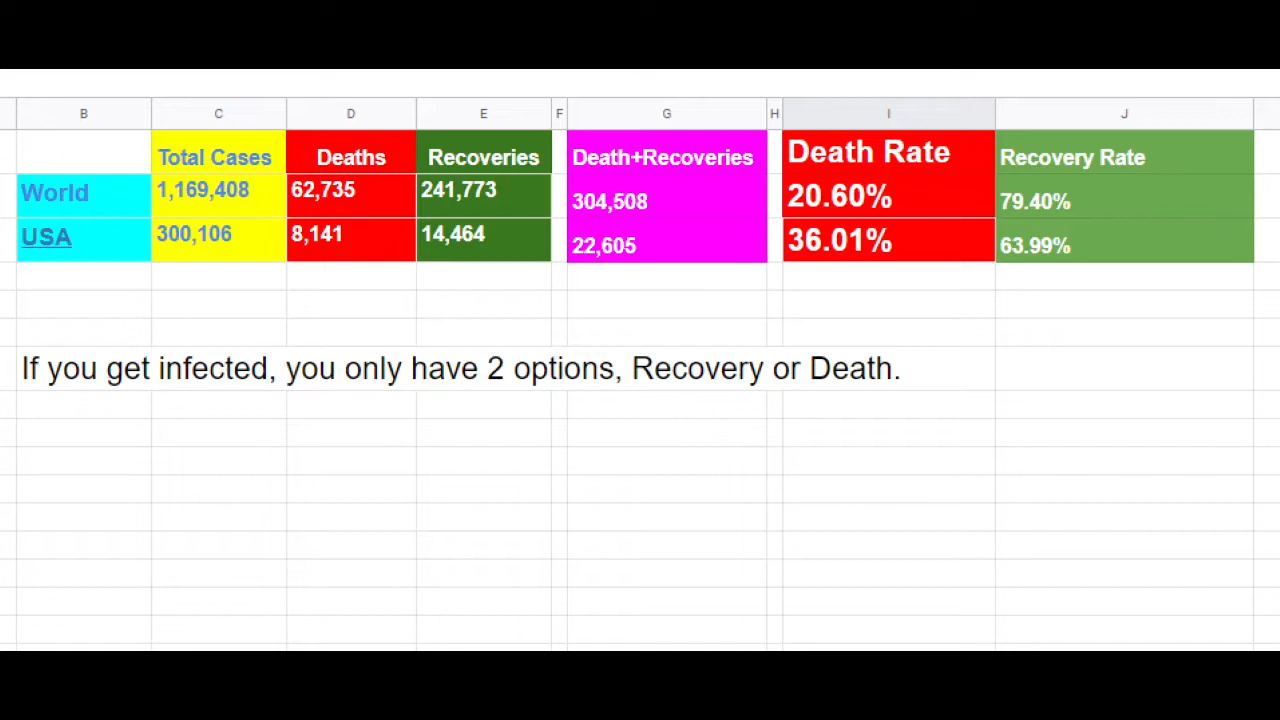 B C D E F G H I J
Total Cases Deaths Recoveries Death+Recoveries Death Rate Recovery Rate
World 1,169,408 62,735 241,773 304,508 20.60% 79.40%
USA 300,106 8,141 14,464 22,605 36.01% 63.99%
If you get infected, you only have 2 options, Recovery or Death.